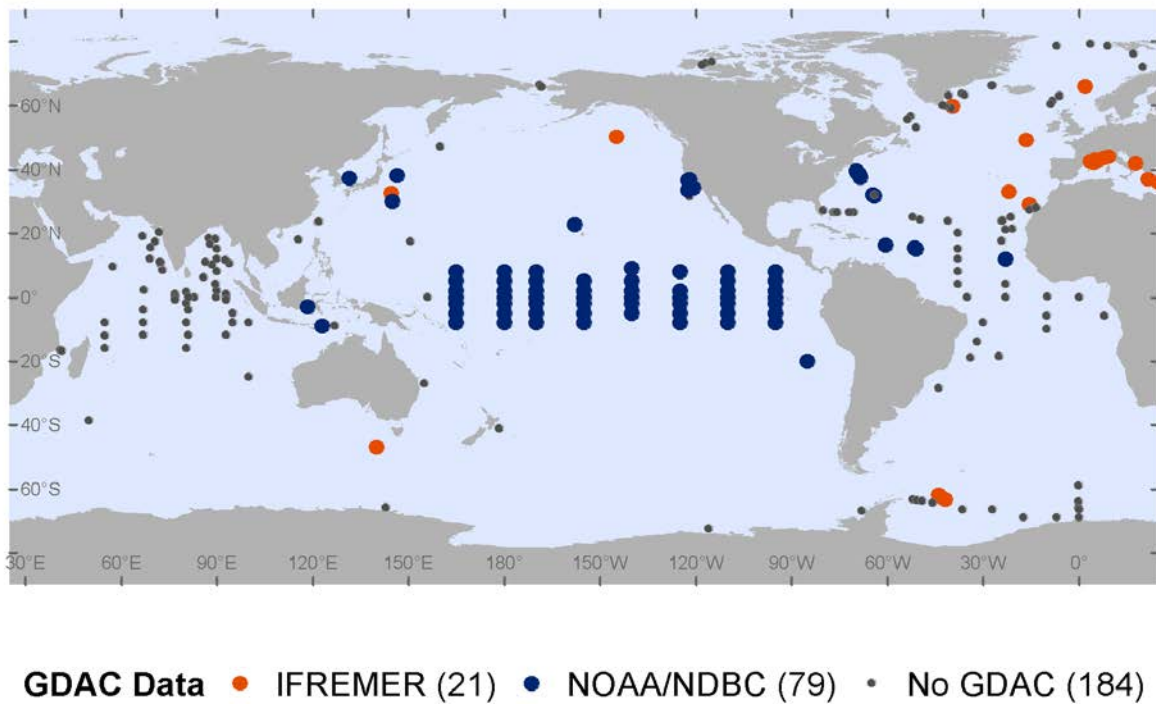 60°N
40°N
20°N
0°
20°S
40°S
60°S
30°E 60°E 90°E 120°E 150°E 180° 150°W 120°W 90°W 60°W 30°W 0°
GDAC Data IFREMER (21) NOAA/NDBC (79) No GDAC (184)